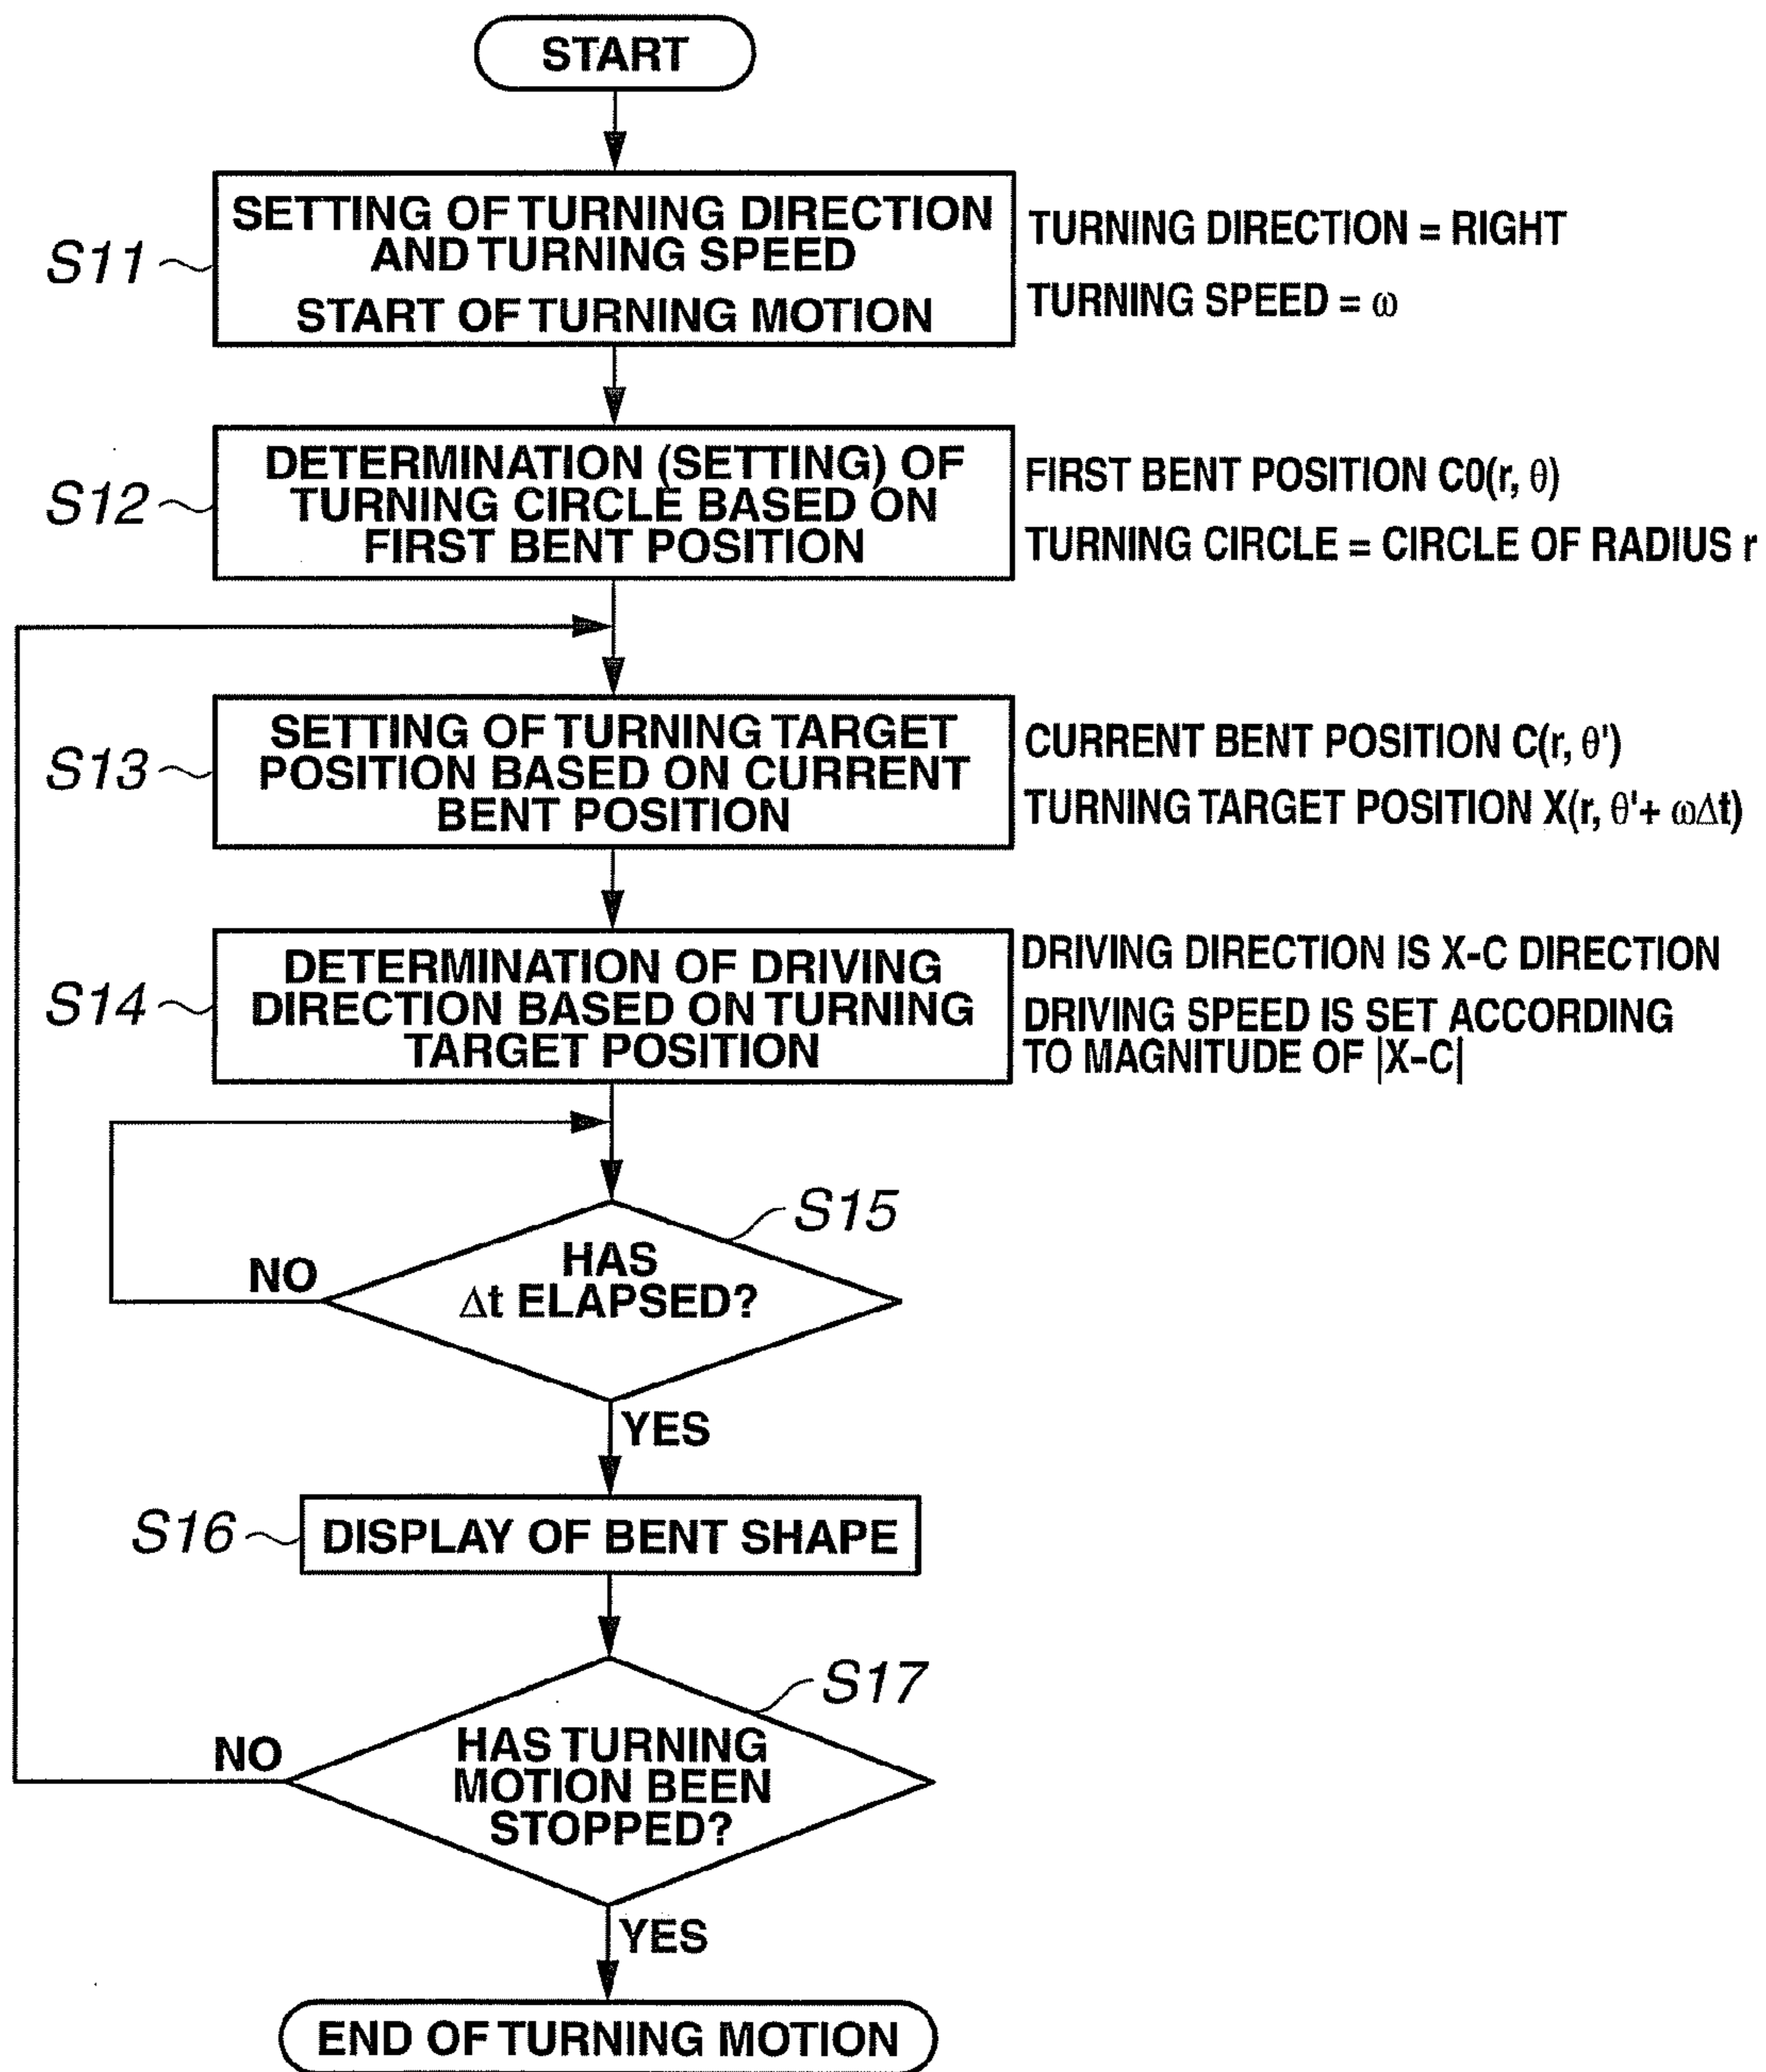 START
S11
SETTING OF TURNING DIRECTION
AND TURNING SPEED
START OF TURNING MOTION
TURNING DIRECTION = RIGHT
TURNING SPEED = ω
S12
DETERMINATION (SETTING) OF
TURNING CIRCLE BASED ON
FIRST BENT POSITION
FIRST BENT POSITION C0(r, θ)
TURNING CIRCLE = CIRCLE OF RADIUS r
S13
SETTING OF TURNING TARGET
POSITION BASED ON CURRENT
BENT POSITION
CURRENT BENT POSITION C(r, θ')
TURNING TARGET POSITION X(r, θ'+ ωΔt)
S14
DETERMINATION OF DRIVING
DIRECTION BASED ON TURNING
TARGET POSITION
DRIVING DIRECTION IS X-C DIRECTION
DRIVING SPEED IS SET ACCORDING
TO MAGNITUDE OF |X-C|
S15
HAS
Δt ELAPSED?
NO
YES
S16
DISPLAY OF BENT SHAPE
S17
HAS TURNING
MOTION BEEN
STOPPED?
NO
YES
END OF TURNING MOTION